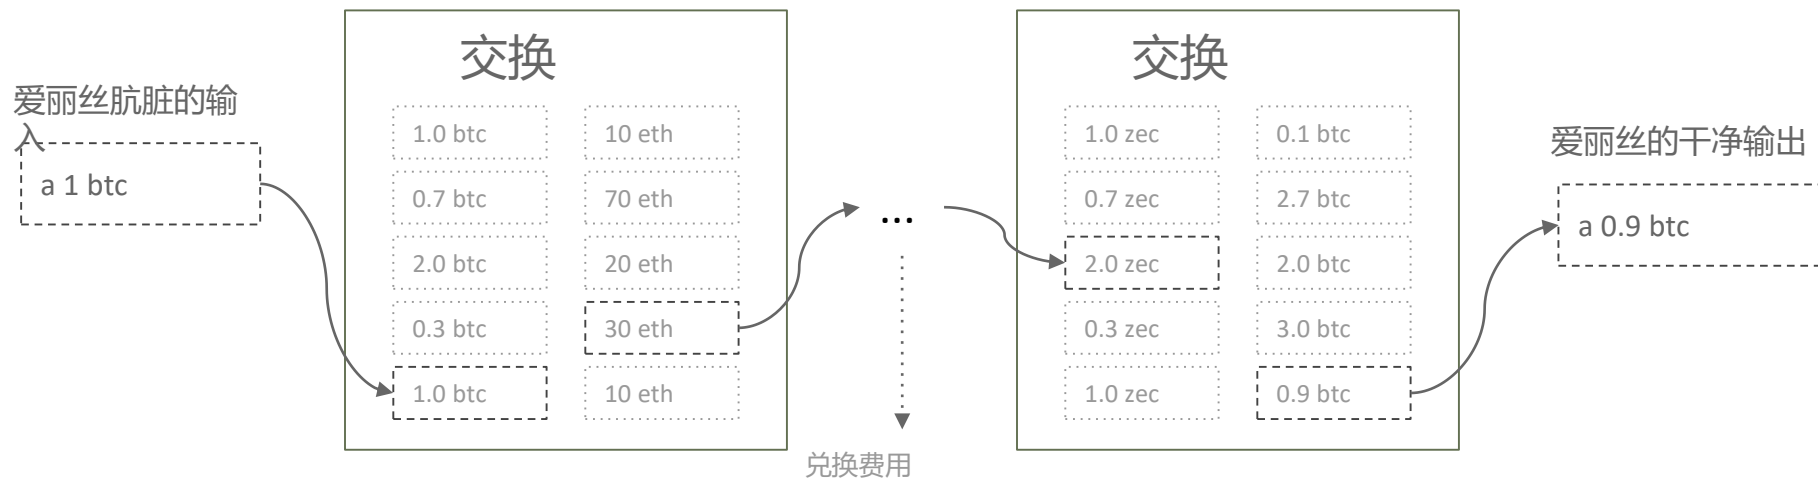 交换
交换
爱丽丝肮脏的输
入
a 1 btc
1.0 btc
10 eth
0.7 btc
70 eth
2.0 btc
20 eth
0.3 btc
30 eth
1.0 btc
10 eth
...
兑换费用
1.0 zec
0.1 btc
0.7 zec
2.7 btc
2.0 zec
2.0 btc
0.3 zec
3.0 btc
1.0 zec
0.9 btc
爱丽丝的干净输出
a 0.9 btc